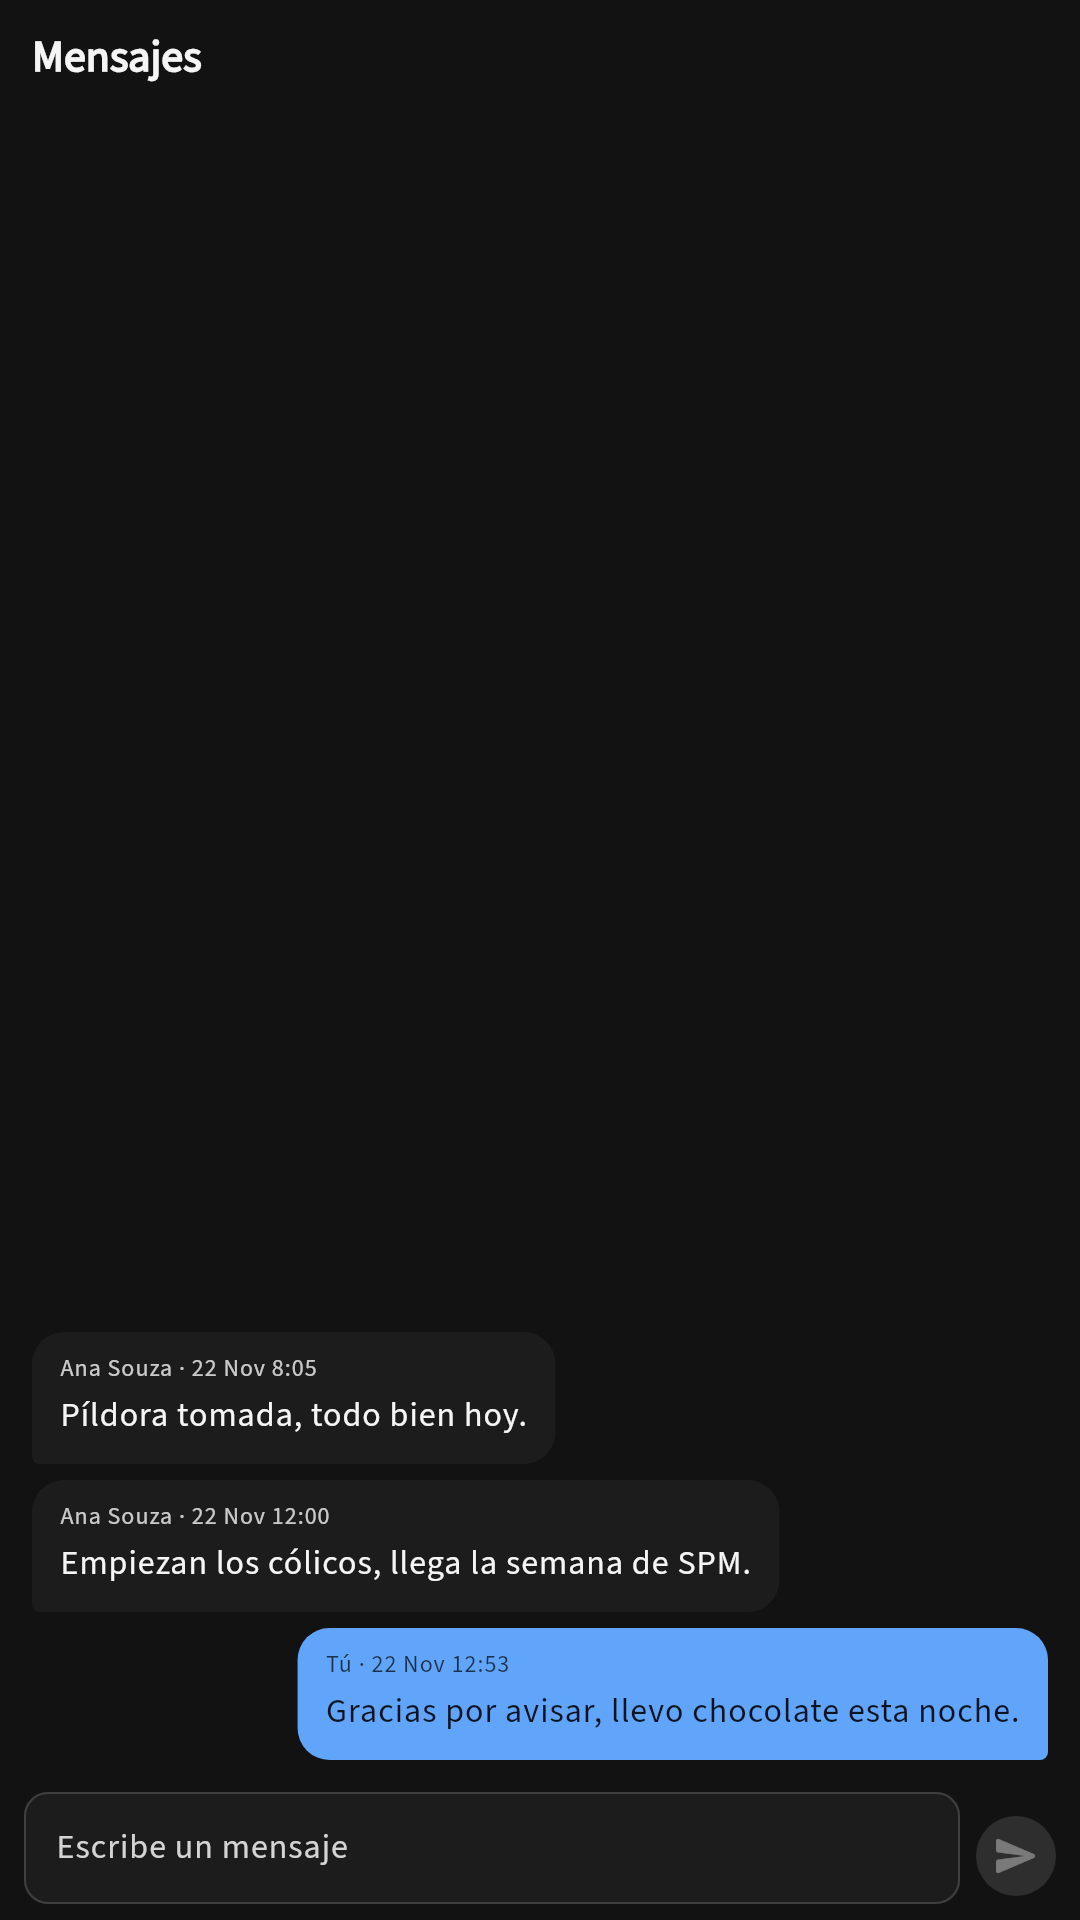 Mensajes
Ana Souza · 22 Nov 8:05
Píldora tomada, todo bien hoy.
Ana Souza · 22 Nov 12:00
Empiezan los cólicos, llega la semana de SPM.
Tú · 22 Nov 12:53
Gracias por avisar, llevo chocolate esta noche.
Escribe un mensaje